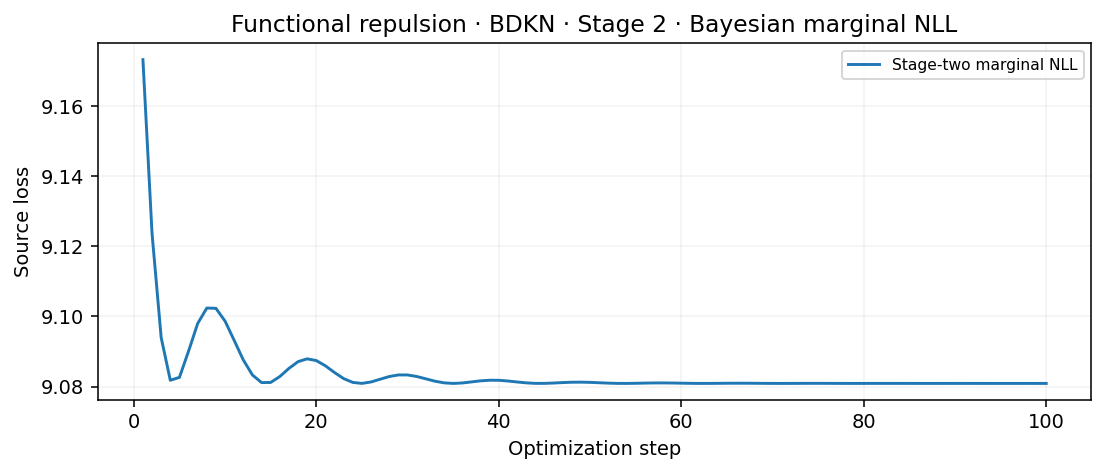 Functional repulsion · BDKN · Stage 2 · Bayesian marginal NLL
Stage-two marginal NLL
Source loss
9.16
9.14
9.12
9.10
9.08
0 20 40 60 80 100
Optimization step